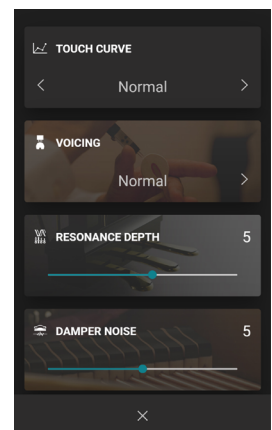 TOUCH CURVE
Normal
VOICING
Normal
RESONANCE DEPTH 5
DAMPER NOISE 5